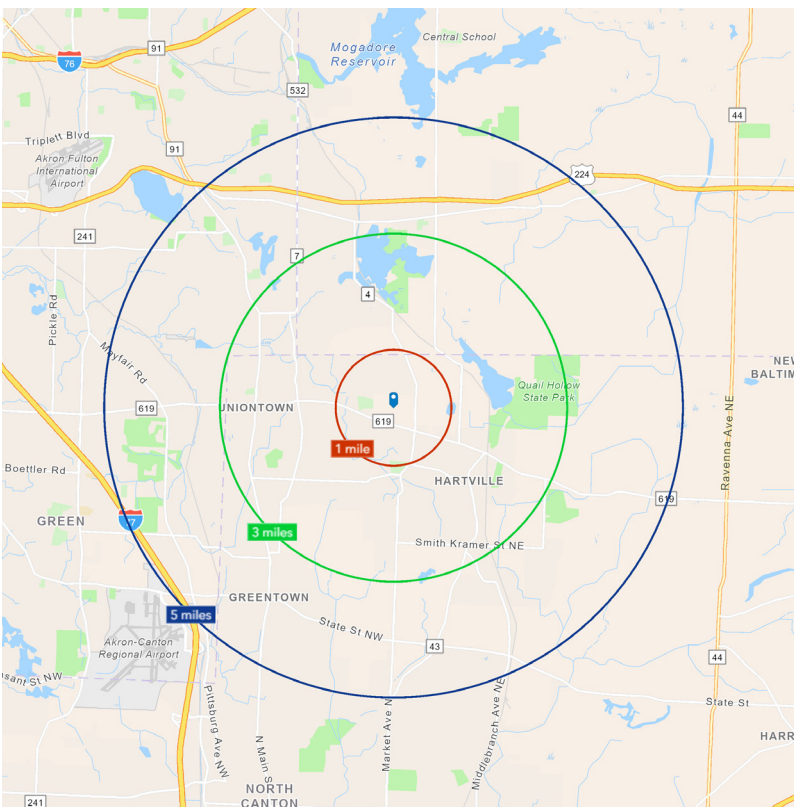 Central School
91
Mogadore
Reservoir
76
532
44
Triplett Blvd
91
Akron Fulton
International
Airport
224
241
7
4
Pickle Rd
Mayfair Rd
NEW
BALTIM
Quail Hollow
State Park
619
UNIONTOWN
619
Ravenna Ave NE
1 mile
Boettler Rd
HARTVILLE
619
GREEN
77
3 miles
Smith Kramer St NE
GREENTOWN
5 miles
State St NW
Akron-Canton
Regional Airport
43
44
sant St NW
Pittsburg Ave NW
N Main S
Market Ave N
Middlebranch Ave NE
State St
HARR
NORTH
CANTON
241